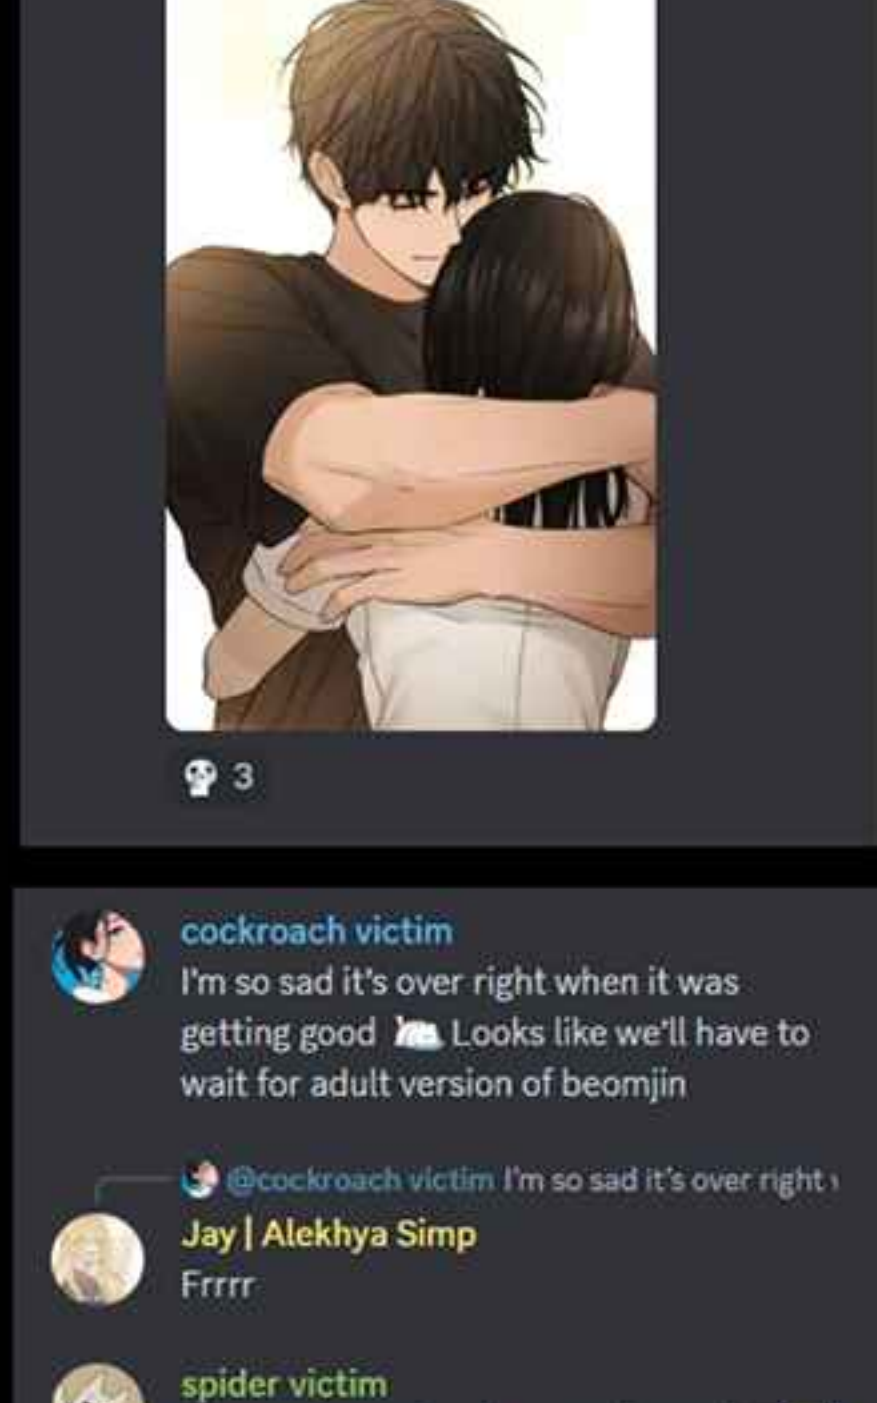 3
cockroach victim
I'm so sad it's over right when it was
getting good Looks like we'll have to
wait for adult version of beomjin
@cockroach victim I'm so sad it's over right
Jay | Alekhya Simp
Frrrr
spider victim